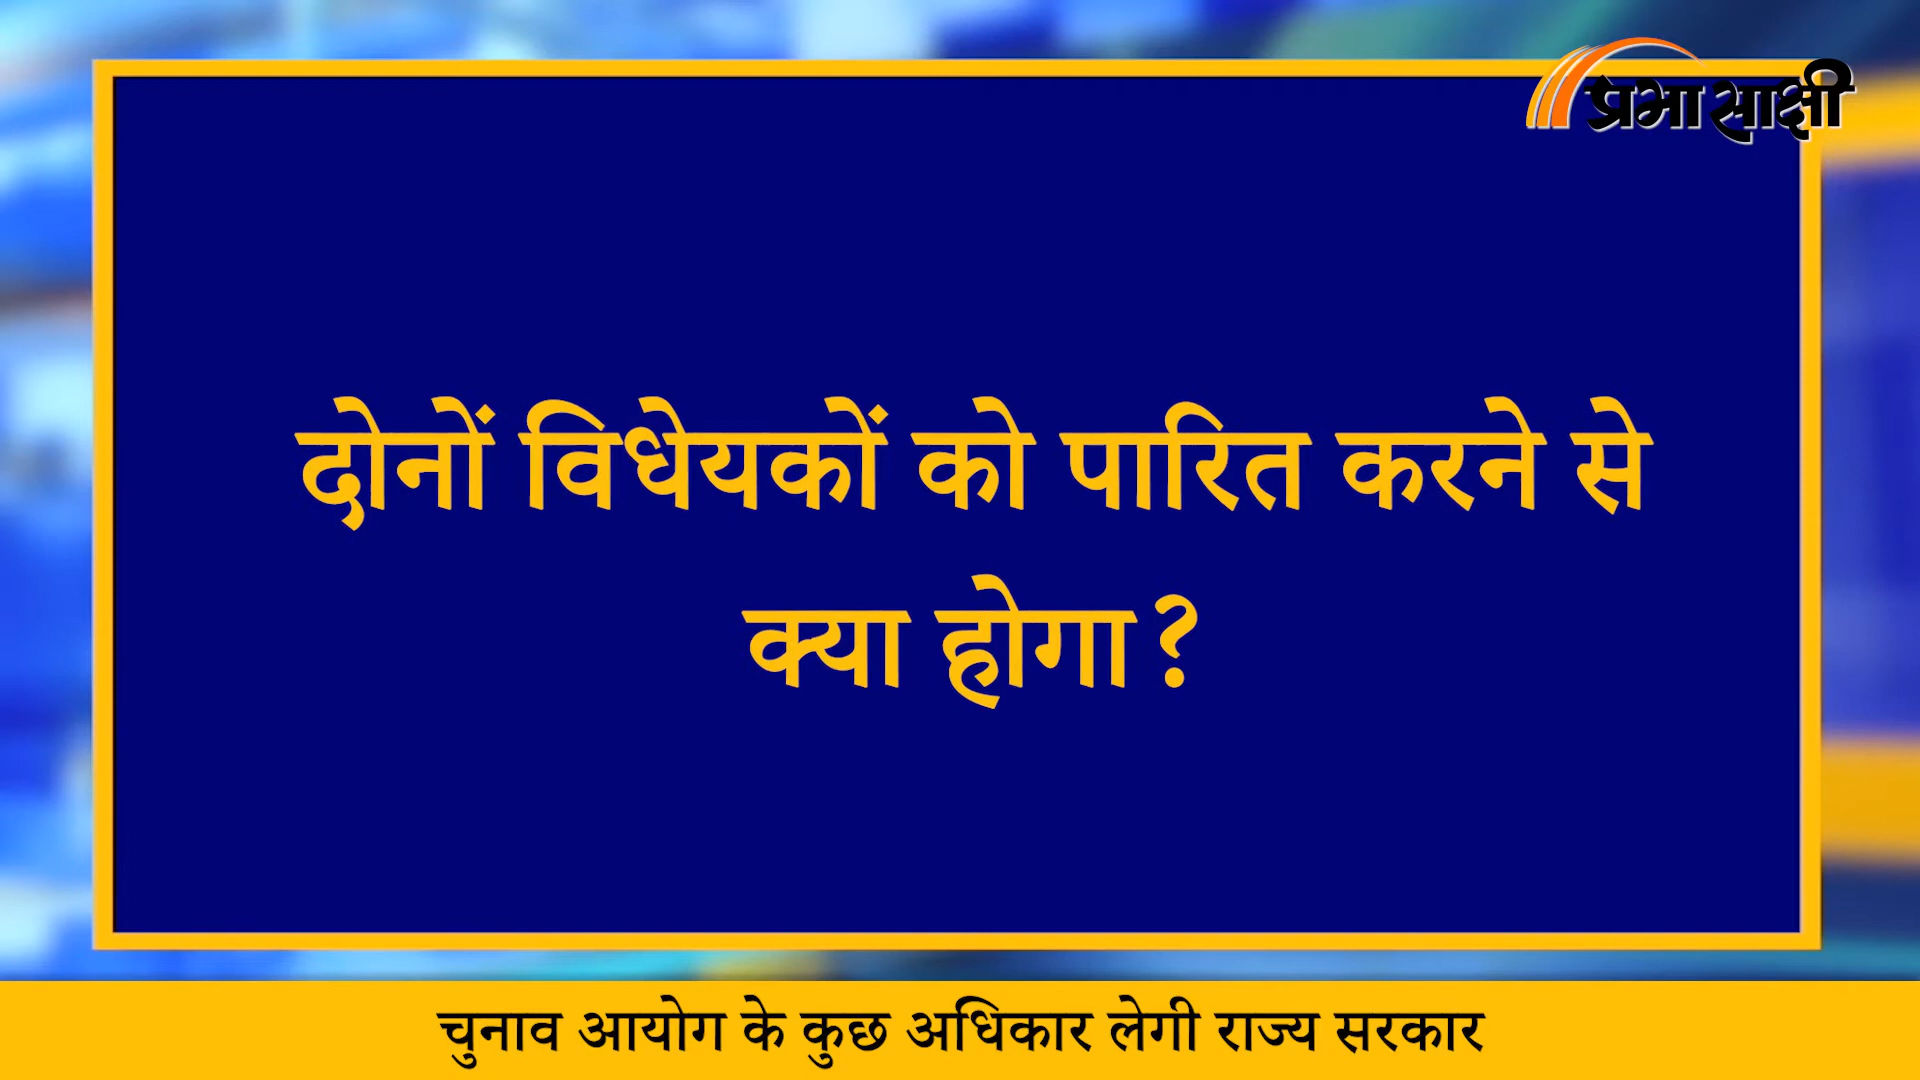 प्रभासाक्षी
दोनों विधेयकों को पारित करने से
क्या होगा?
चुनाव आयोग के कुछ अधिकार लेगी राज्य सरकार